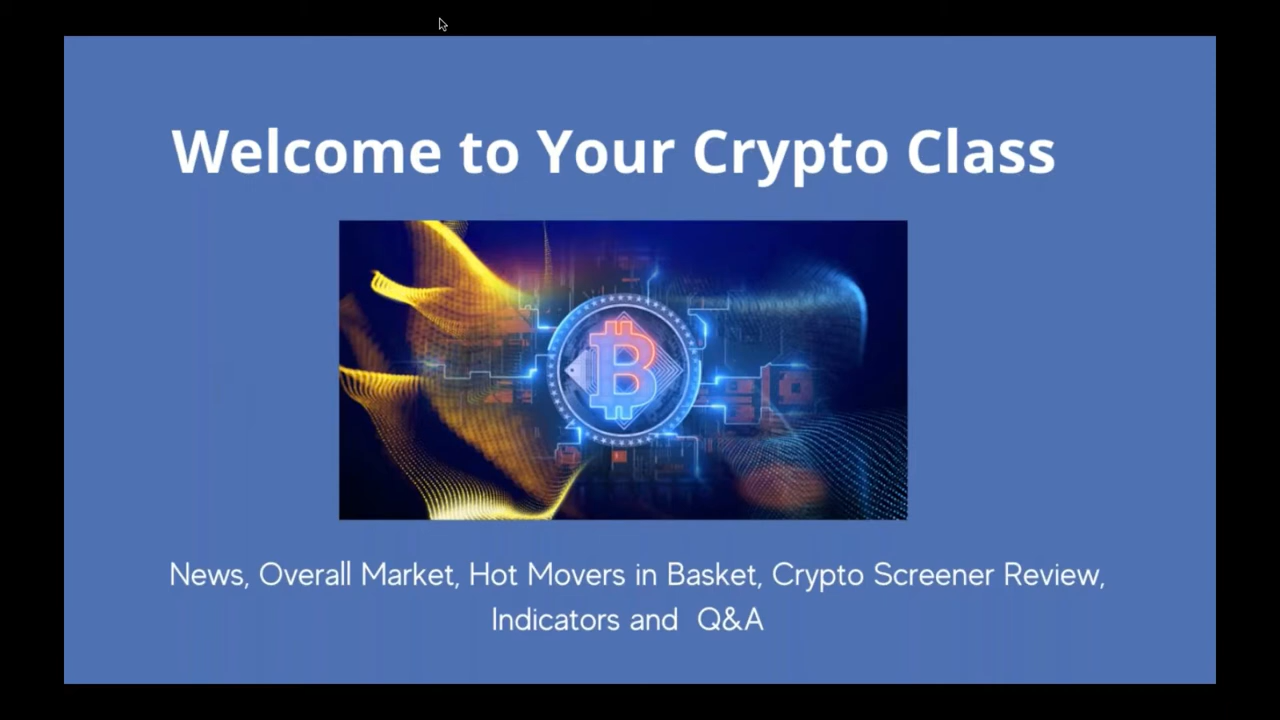 Welcome to Your Crypto Class
News, Overall Market, Hot Movers in Basket, Crypto Screener Review,
Indicators and  Q&A